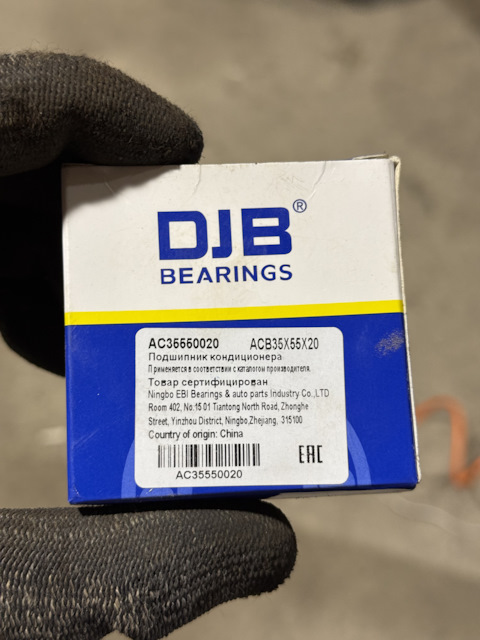 DJB®
BEARINGS
AC35550020 ACB35X55X20
Подшипник кондиционера
Применяется в соответствии с каталогом производителя.
Товар сертифицирован
Ningbo EBI Bearings & auto parts Industry Co.,LTD
Room 402, No.15 01 Tiantong North Road, Zhonghe
Street, Yinzhou District, Ningbo,Zhejiang, 315100
Country of origin: China
EAC
AC35550020